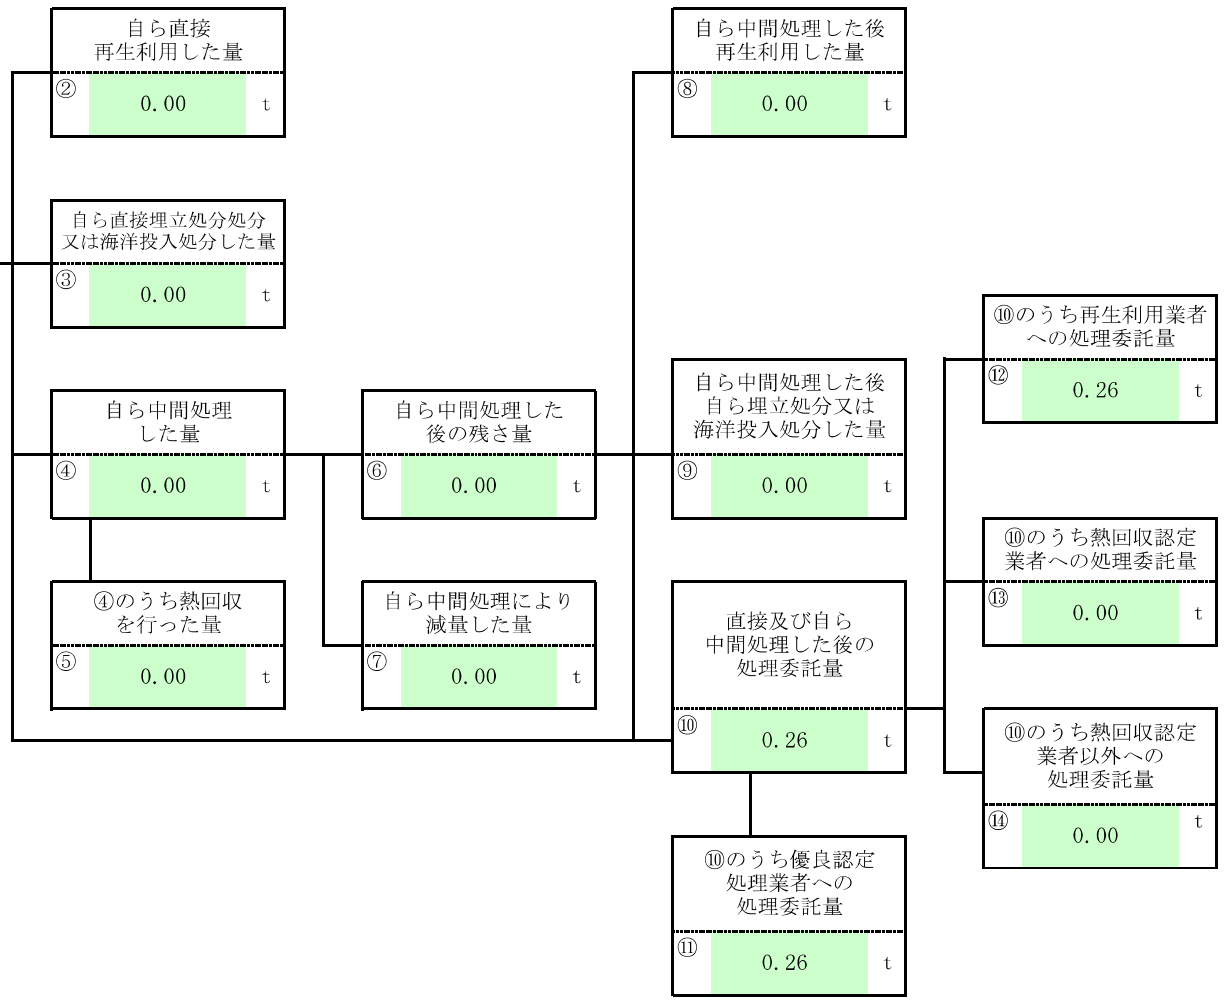 自ら直接
再生利用した量
②
0.00
t
自ら直接埋立処分処分
又は海洋投入処分した量
③
0.00
t
自ら中間処理
した量
④
0.00
t
④のうち熱回収
を行った量
⑤
0.00
t
自ら中間処理した
後の残さ量
⑥
0.00
t
自ら中間処理により
減量した量
⑦
0.00
t
自ら中間処理した後
再生利用した量
⑧
0.00
t
自ら中間処理した後
自ら埋立処分又は
海洋投入処分した量
⑨
0.00
t
直接及び自ら
中間処理した後の
処理委託量
⑩
0.26
t
⑩のうち優良認定
処理業者への
処理委託量
⑪
0.26
t
⑩のうち再生利用業者
への処理委託量
⑫
0.26
t
⑩のうち熱回収認定
業者への処理委託量
⑬
0.00
t
⑩のうち熱回収認定
業者以外への
処理委託量
⑭
0.00
t